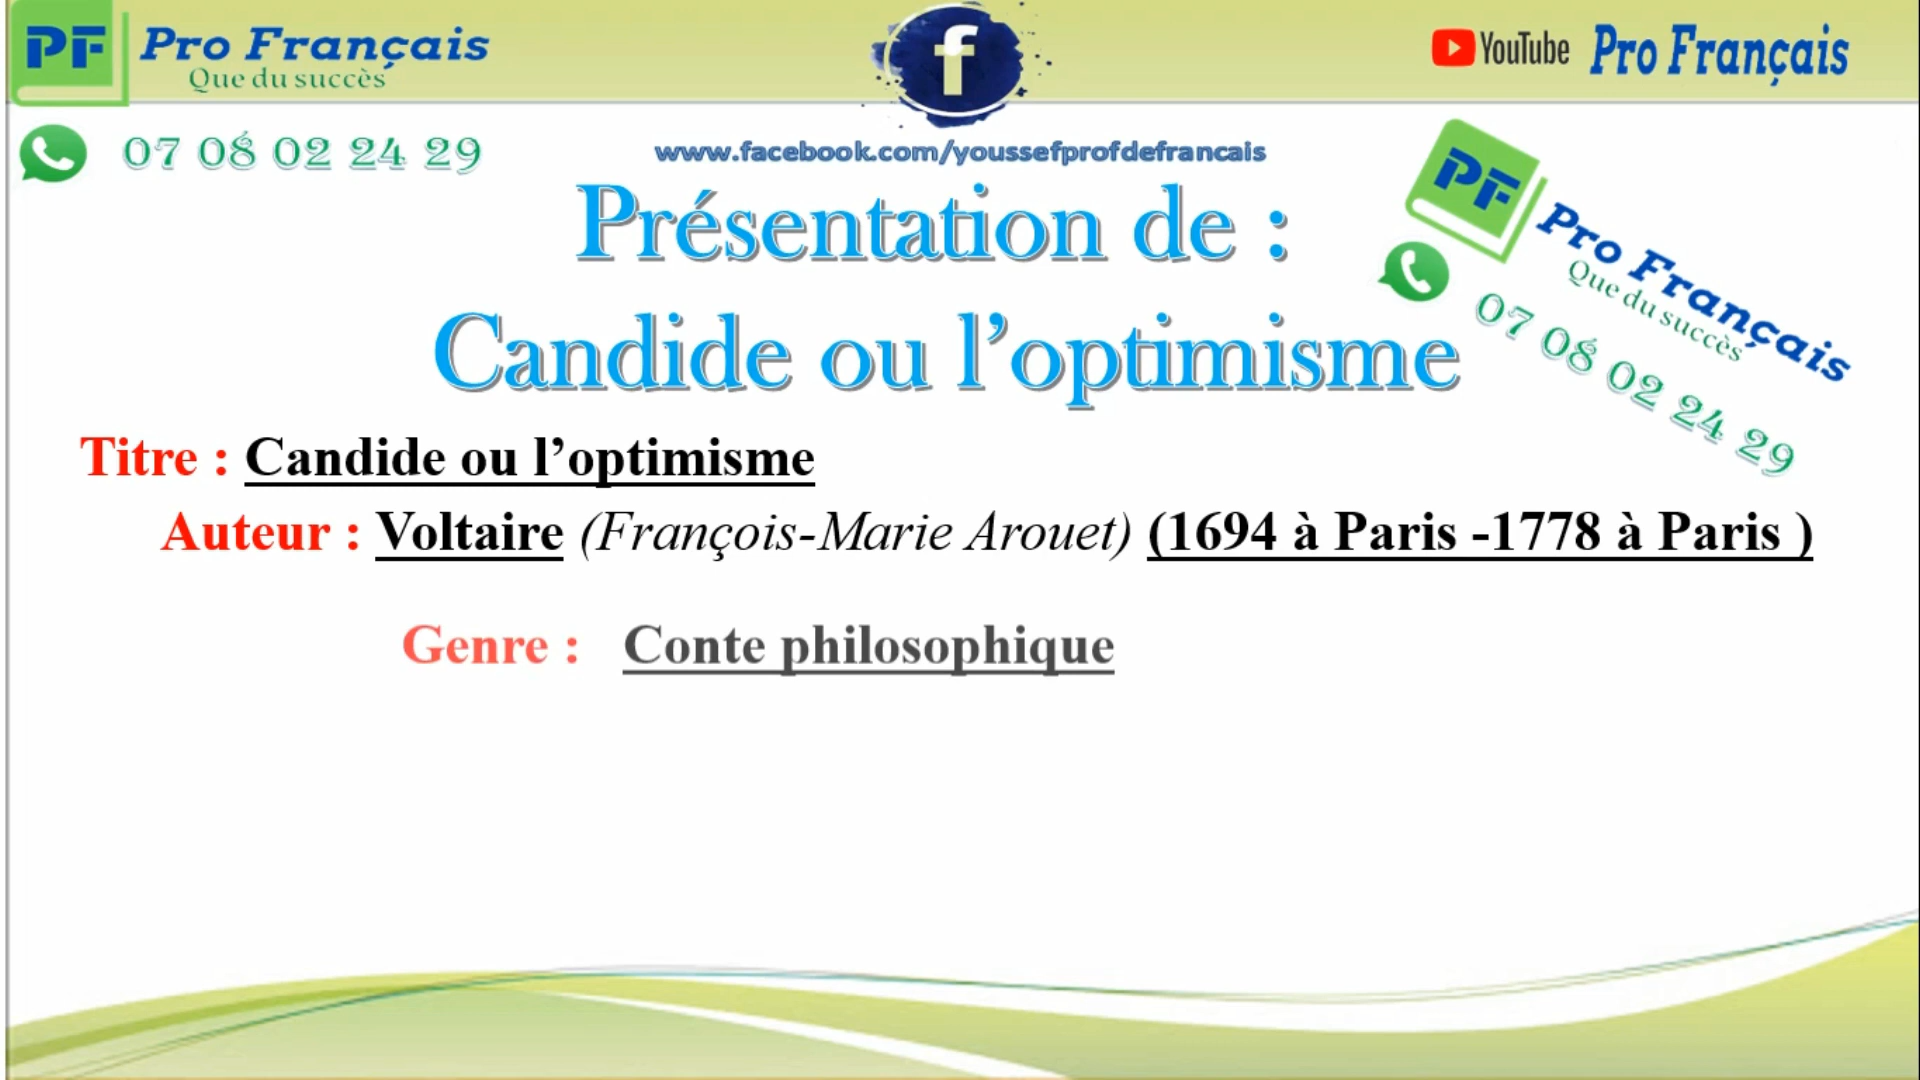 PF Pro Français
Que du succès
f
YouTube Pro Français
07 08 02 24 29
www.facebook.com/youssefprofdefrancais
PF Pro Français
Que du succès
07 08 02 24 29
Présentation de :
Candide ou l’optimisme
Titre : Candide ou l’optimisme
Auteur : Voltaire (François-Marie Arouet) (1694 à Paris -1778 à Paris )
Genre : Conte philosophique